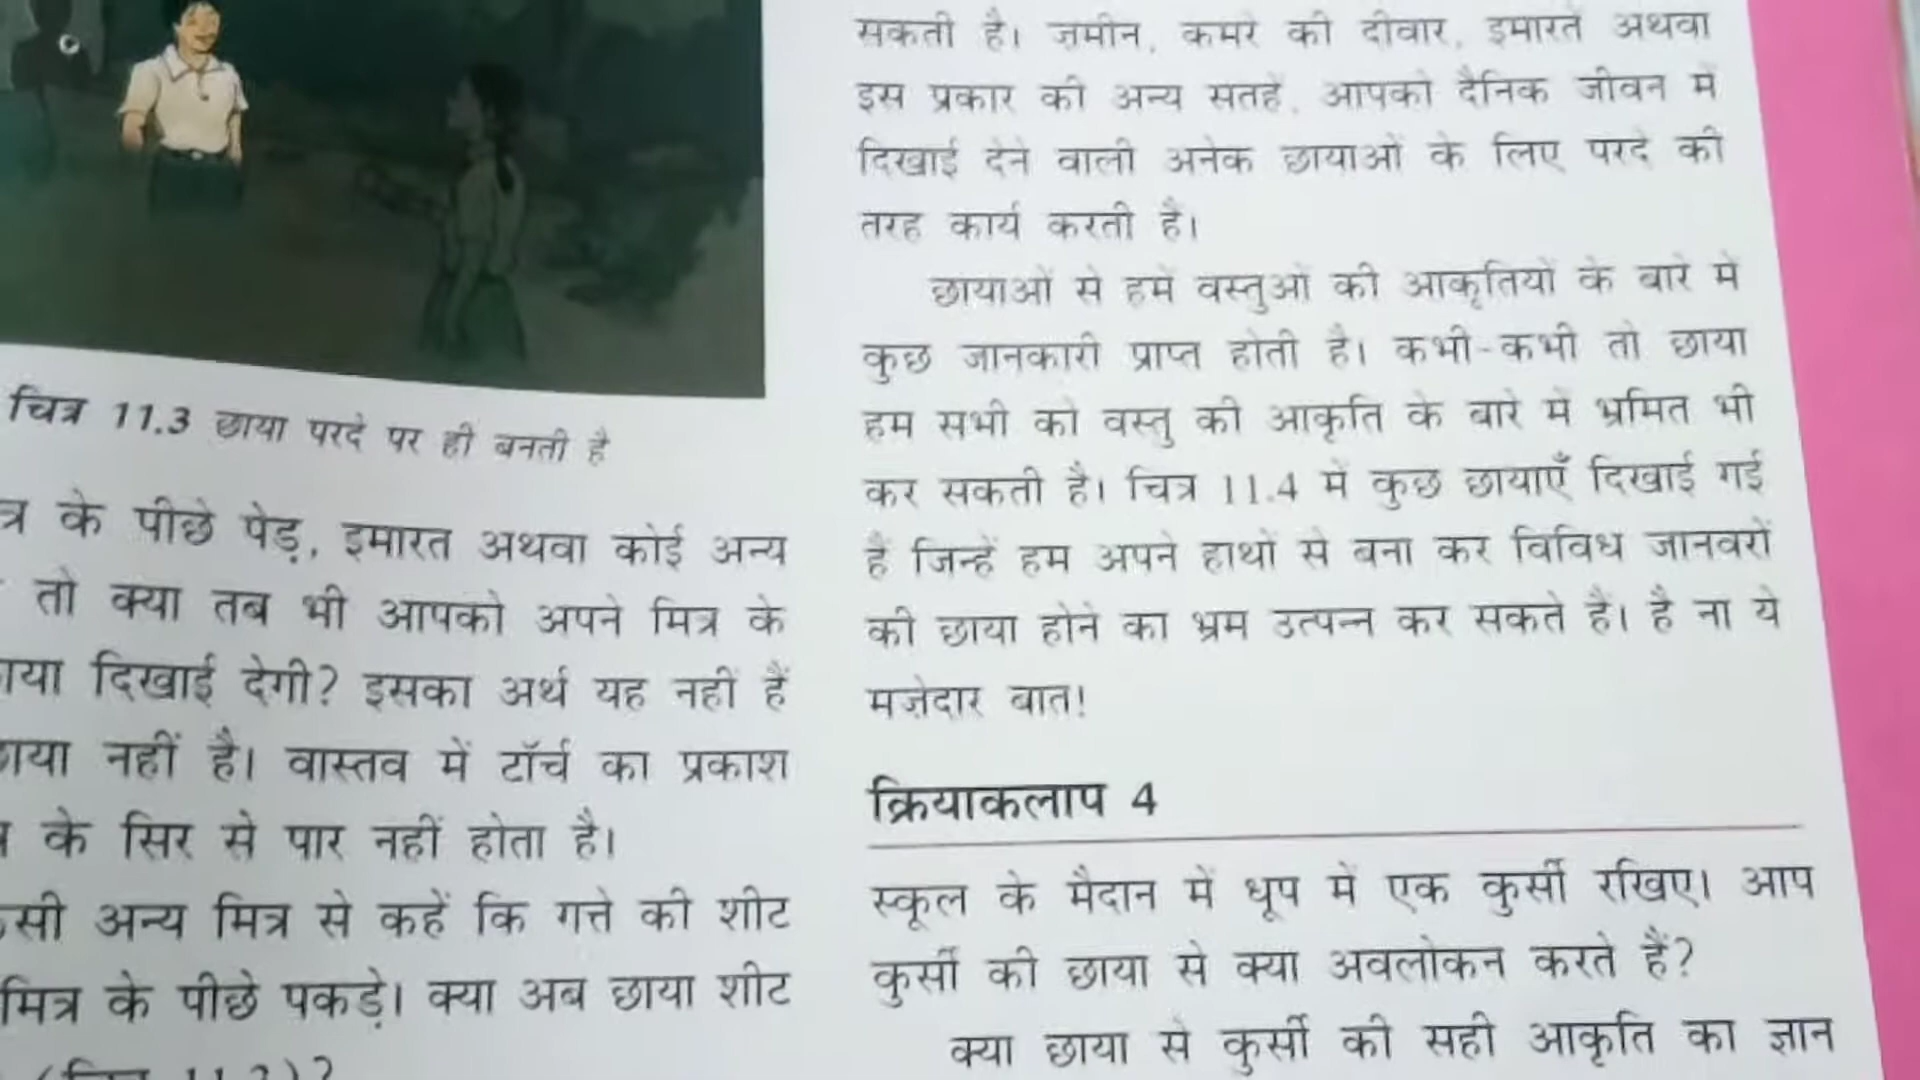 चित्र 11.3 छाया परदे पर ही बनती है
के पीछे पेड़, इमारत अथवा कोई अन्य
तो क्या तब भी आपको अपने मित्र के
दिखाई देगी? इसका अर्थ यह नहीं है
नहीं है। वास्तव में टॉर्च का प्रकाश
के सिर से पार नहीं होता है।
अन्य मित्र से कहें कि गत्ते की शीट
मित्र के पीछे पकड़े। क्या अब छाया शीट
सकती है। ज़मीन, कमरे की दीवार, इमारतें अथवा
इस प्रकार की अन्य सतहें, आपको दैनिक जीवन में
दिखाई देने वाली अनेक छायाओं के लिए परदे की
तरह कार्य करती हैं।
छायाओं से हमें वस्तुओं की आकृतियों के बारे में
कुछ जानकारी प्राप्त होती है। कभी-कभी तो छाया
हम सभी को वस्तु की आकृति के बारे में भ्रमित भी
कर सकती है। चित्र 11.4 में कुछ छायाएँ दिखाई गई
हैं जिन्हें हम अपने हाथों से बना कर विविध जानवरों
की छाया होने का भ्रम उत्पन्न कर सकते हैं। है ना ये
मज़ेदार बात!
क्रियाकलाप 4
स्कूल के मैदान में धूप में एक कुर्सी रखिए। आप
कुर्सी की छाया से क्या अवलोकन करते हैं?
क्या छाया से कुर्सी की सही आकृति का ज्ञान